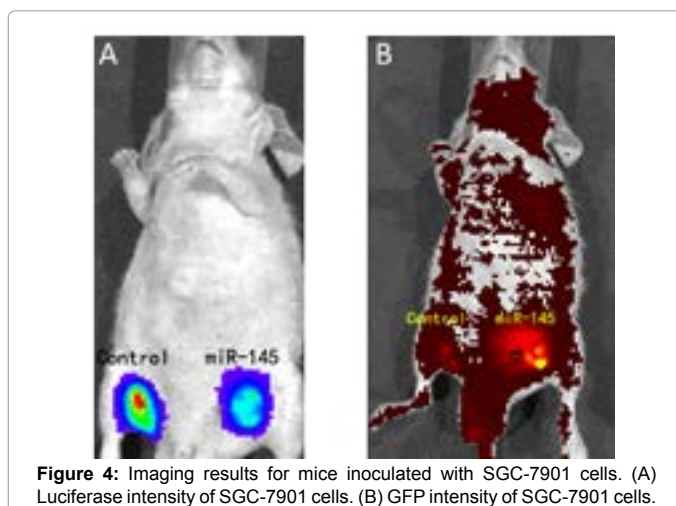 A
B
Control
miR-145
Control
miR-145
Figure 4: Imaging results for mice inoculated with SGC-7901 cells. (A)
Luciferase intensity of SGC-7901 cells. (B) GFP intensity of SGC-7901 cells.